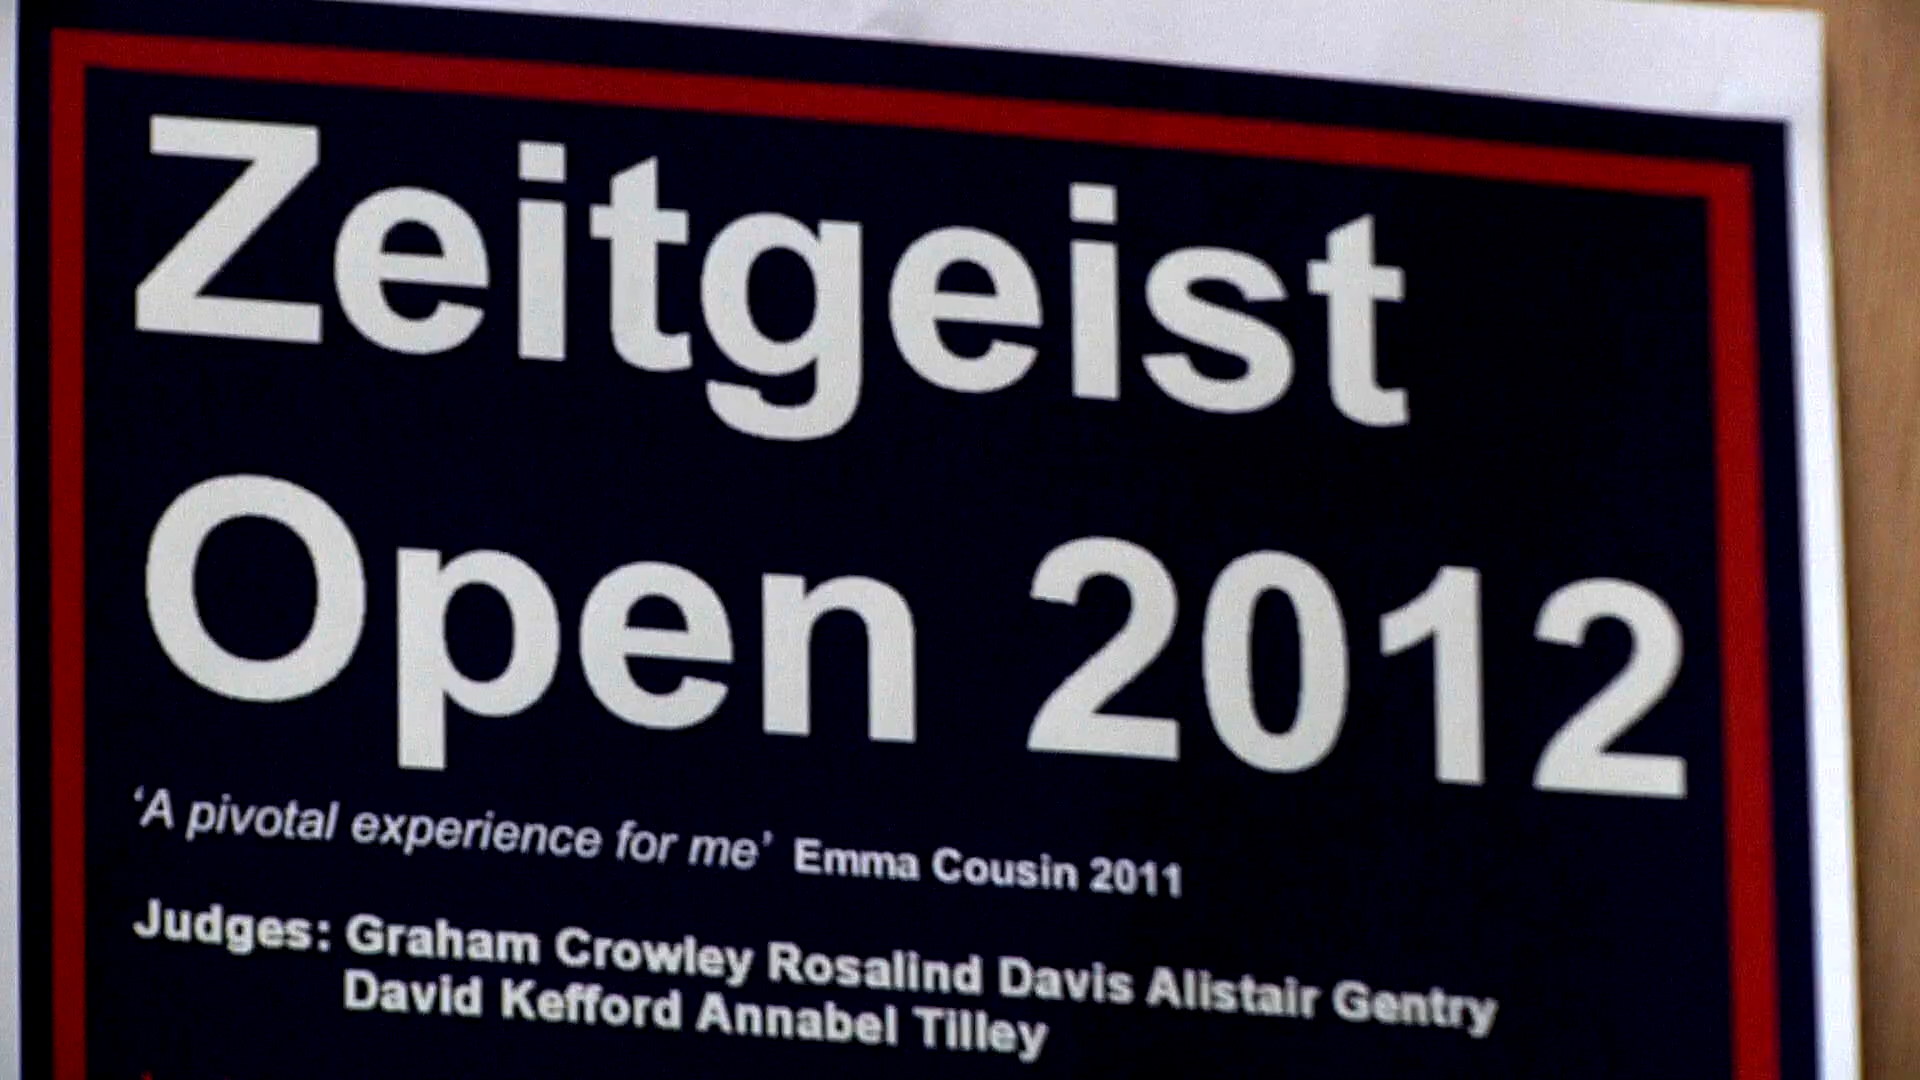 Zeitgeist
Open 2012
‘A pivotal experience for me’ Emma Cousin 2011
Judges: Graham Crowley Rosalind Davis Alistair Gentry
David Kefford Annabel Tilley